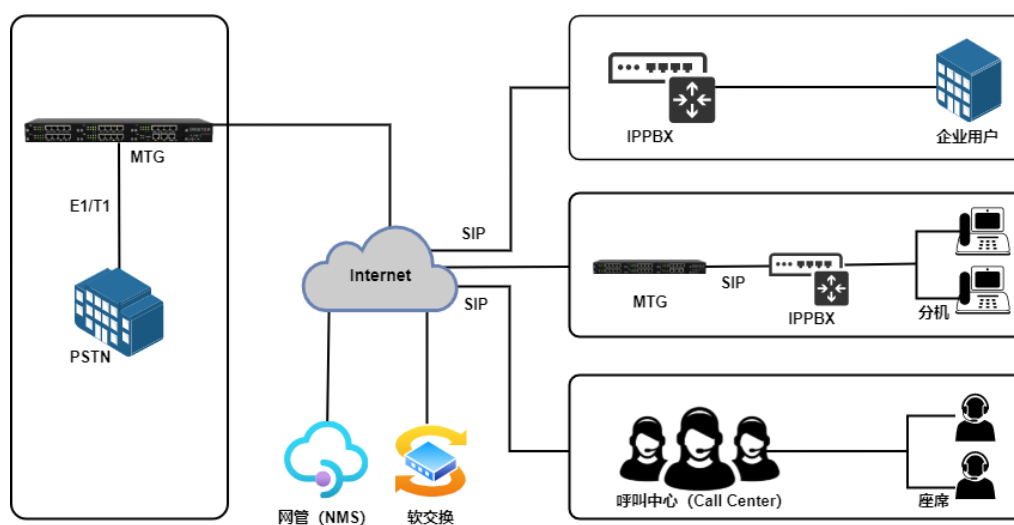 MTG
E1/T1
PSTN
Internet
SIP
SIP
网管（NMS）
软交换
IPPBX
企业用户
MTG
SIP
IPPBX
分机
呼叫中心（Call Center）
座席